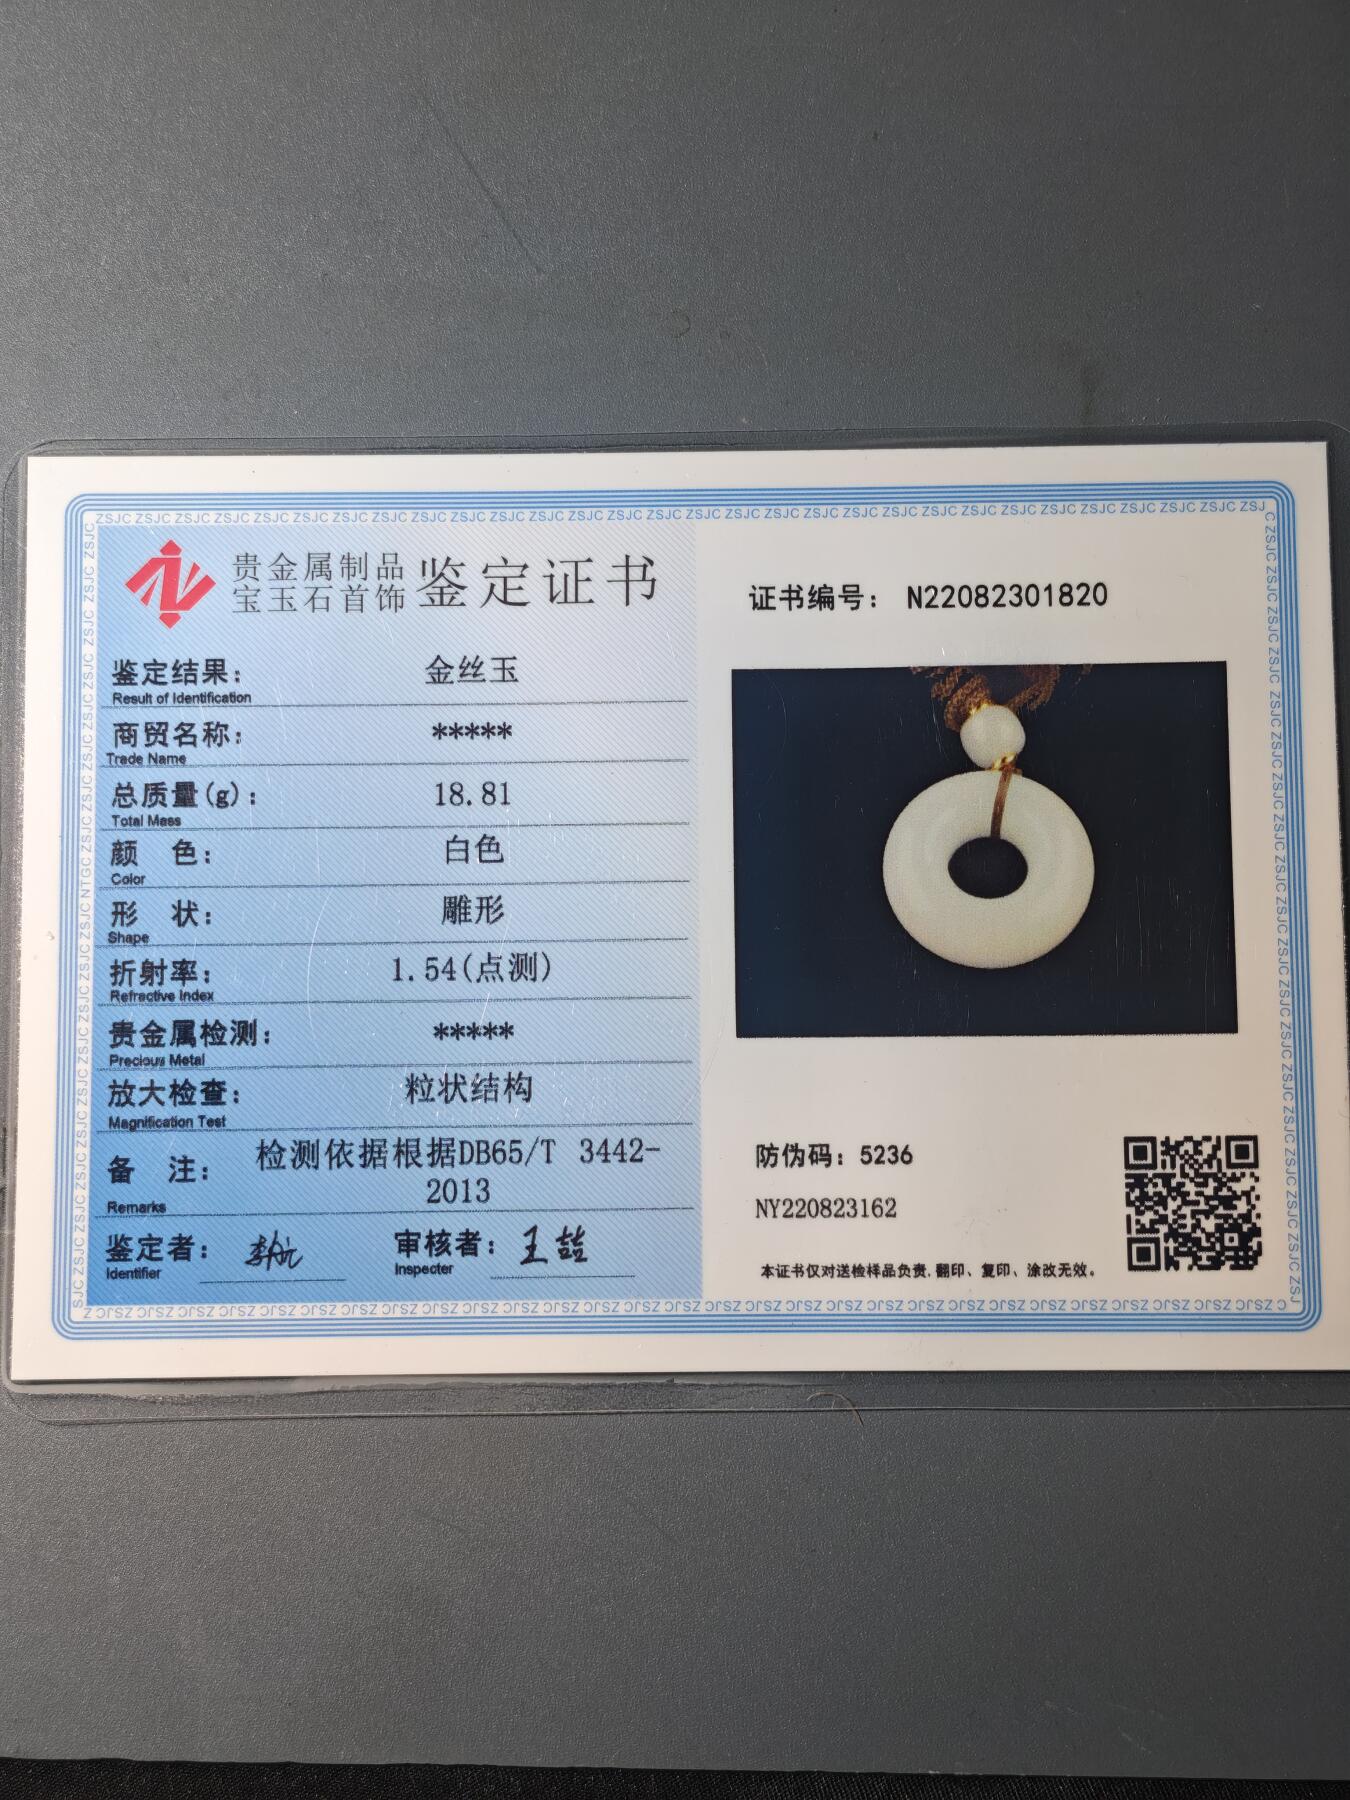 ZSJC ZSJC ZSJC ZSJC ZSJC ZSJC ZSJC ZSJC ZSJC ZSJC ZSJC ZSJC ZSJC ZSJC ZSJC ZSJC ZSJC ZSJC ZSJC ZSJC ZSJC ZSJC ZSJC ZSJC ZSJC ZSJC ZSJC ZSJC ZSJC ZSJ
贵金属制品
宝玉石首饰
鉴定证书
鉴定结果: 金丝玉
Result of Identification
商贸名称: *****
Trade Name
总质量(g): 18.81
Total Mass
颜 色: 白色
Color
形 状: 雕形
Shape
折射率: 1.54(点测)
Refractive Index
贵金属检测: *****
Precious Metal
放大检查: 粒状结构
Magnification Test
备 注: 检测依据根据DB65/T 3442-
2013
Remarks
鉴定者: 审核者: 王喆
Identifier Inspecter
证书编号: N22082301820
防伪码: 5236
NY220823162
本证书仅对送检样品负责,翻印、复印、涂改无效。